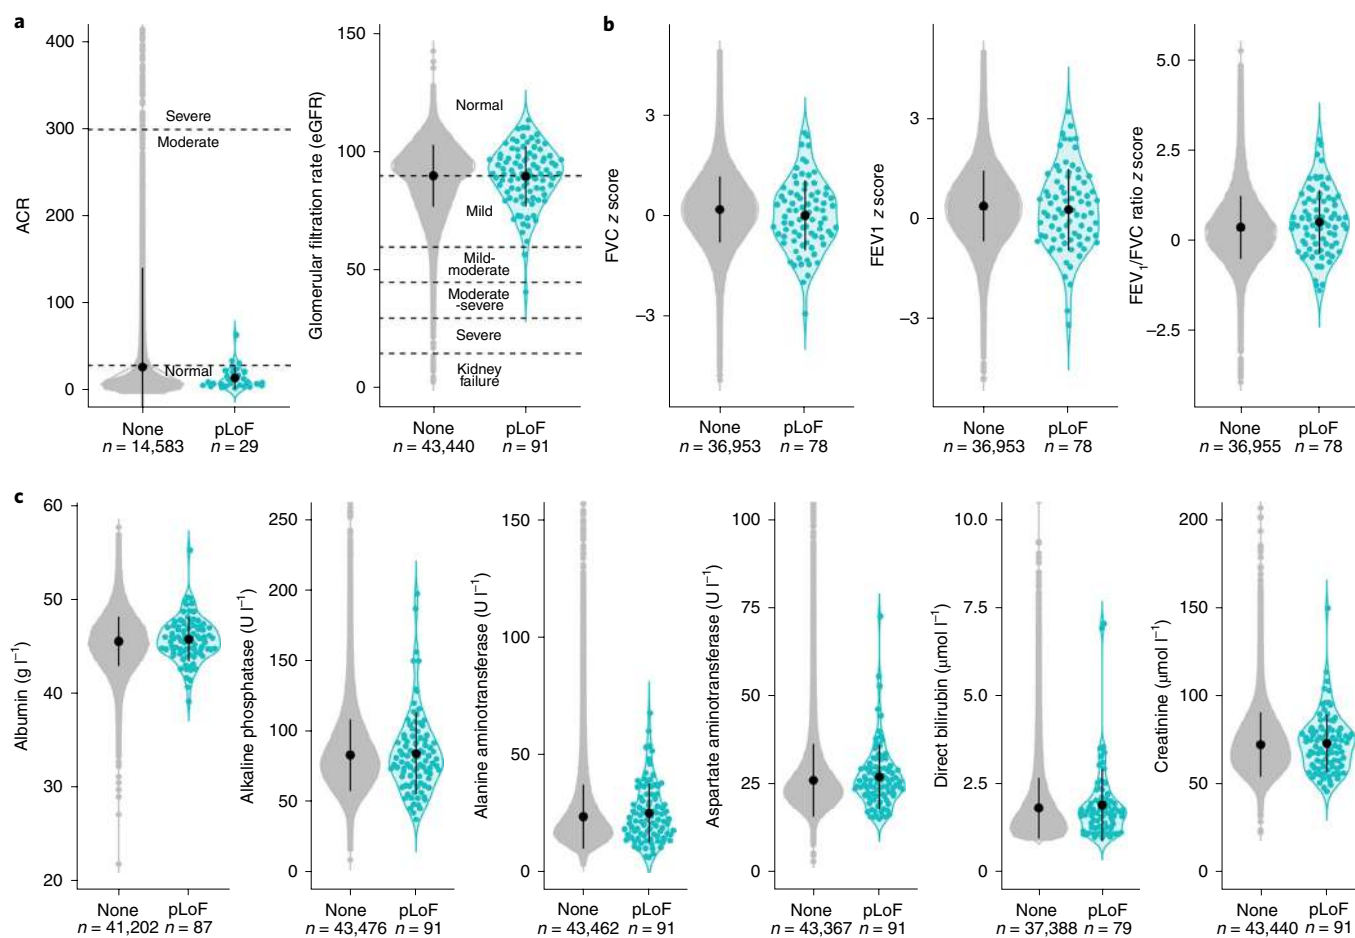 a
ACR
400
300
200
100
0
Severe
Moderate
Normal
None
n = 14,583
pLoF
n = 29
Glomerular filtration rate (eGFR)
150
100
50
0
Normal
Mild
Mild-
moderate
Moderate
-severe
Severe
Kidney
failure
None
n = 43,440
pLoF
n = 91
b
FVC z score
3
0
–3
None
n = 36,953
pLoF
n = 78
FEV1 z score
3
0
–3
None
n = 36,953
pLoF
n = 78
FEV₁/FVC ratio z score
5.0
2.5
0
–2.5
None
n = 36,955
pLoF
n = 78
c
Albumin (g l⁻¹)
60
50
40
30
20
None
n = 41,202
pLoF
n = 87
Alkaline phosphatase (U l⁻¹)
250
200
150
100
50
0
None
n = 43,476
pLoF
n = 91
Alanine aminotransferase (U l⁻¹)
150
100
50
0
None
n = 43,462
pLoF
n = 91
Aspartate aminotransferase (U l⁻¹)
100
75
50
25
0
None
n = 43,367
pLoF
n = 91
Direct bilirubin (μmol l⁻¹)
10.0
7.5
5.0
2.5
0
None
n = 37,388
pLoF
n = 79
Creatinine (μmol l⁻¹)
200
150
100
50
0
None
n = 43,440
pLoF
n = 91